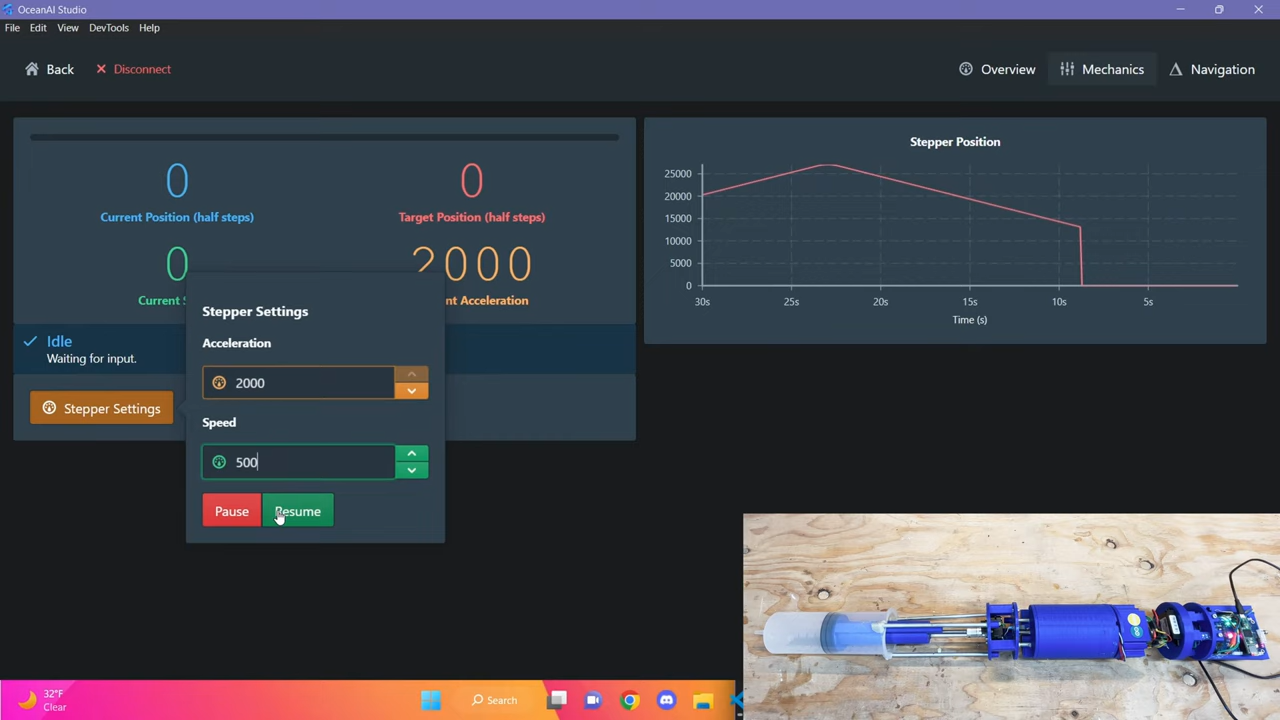 OceanAI Studio
File Edit View DevTools Help
Back Disconnect Overview Mechanics Navigation
0 0
Current Position (half steps) Target Position (half steps)
0 2000
Current S nt Acceleration
Idle
Waiting for input.
Stepper Settings
Stepper Settings
Acceleration
2000
Speed
500
Pause Resume
Stepper Position
25000
20000
15000
10000
5000
0
30s 25s 20s 15s 10s 5s
Time (s)
32°F
Clear
Search